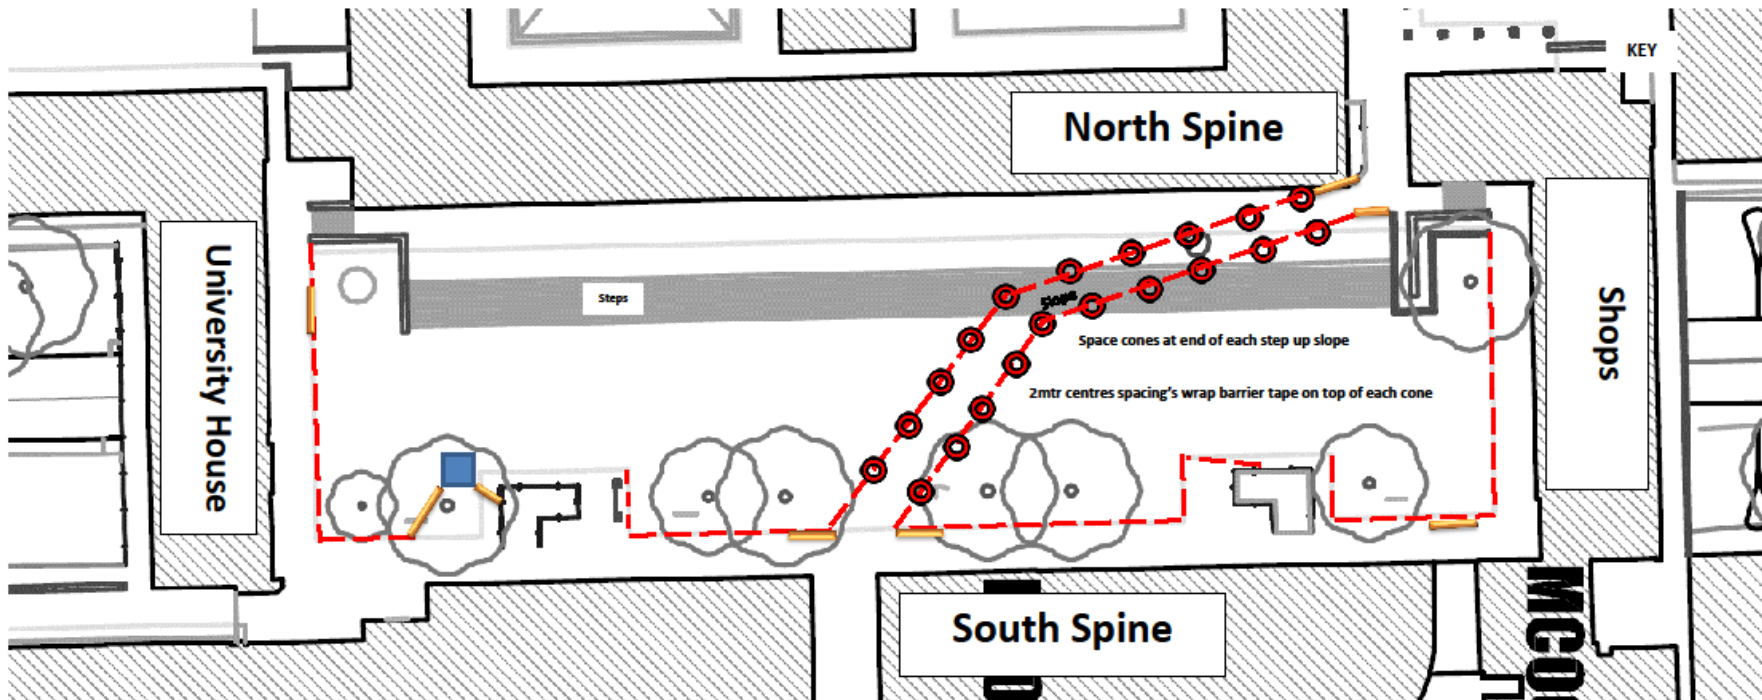 KEY
North Spine
University House
Steps
Slope
Shops
Space cones at end of each step up slope
2mtr centres spacing's wrap barrier tape on top of each cone
South Spine